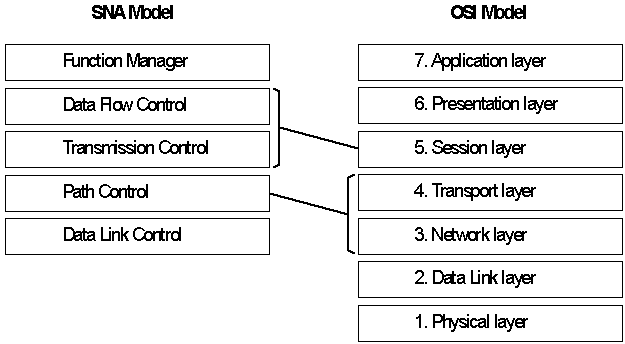 SNA Model
Function Manager
Data Flow Control
Transmission Control
Path Control
Data Link Control
OSI Model
7. Application layer
6. Presentation layer
5. Session layer
4. Transport layer
3. Network layer
2. Data Link layer
1. Physical layer